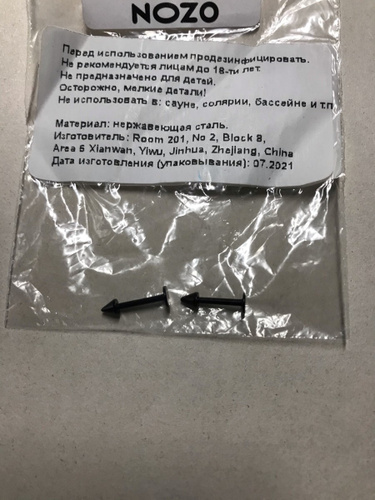 NOZO
Перед использованием продезинфицировать.
Не рекомендуется лицам до 18-ти лет.
Не предназначено для детей.
Осторожно, мелкие детали!
Не использовать в: сауне, солярии, бассейне и т.п
Материал: нержавеющая сталь.
Изготовитель: Room 201, No 2, Block 8,
Area 5 Xianwan, Yiwu, Jinhua, Zhejiang, China
Дата изготовления (упаковывания): 07.2021